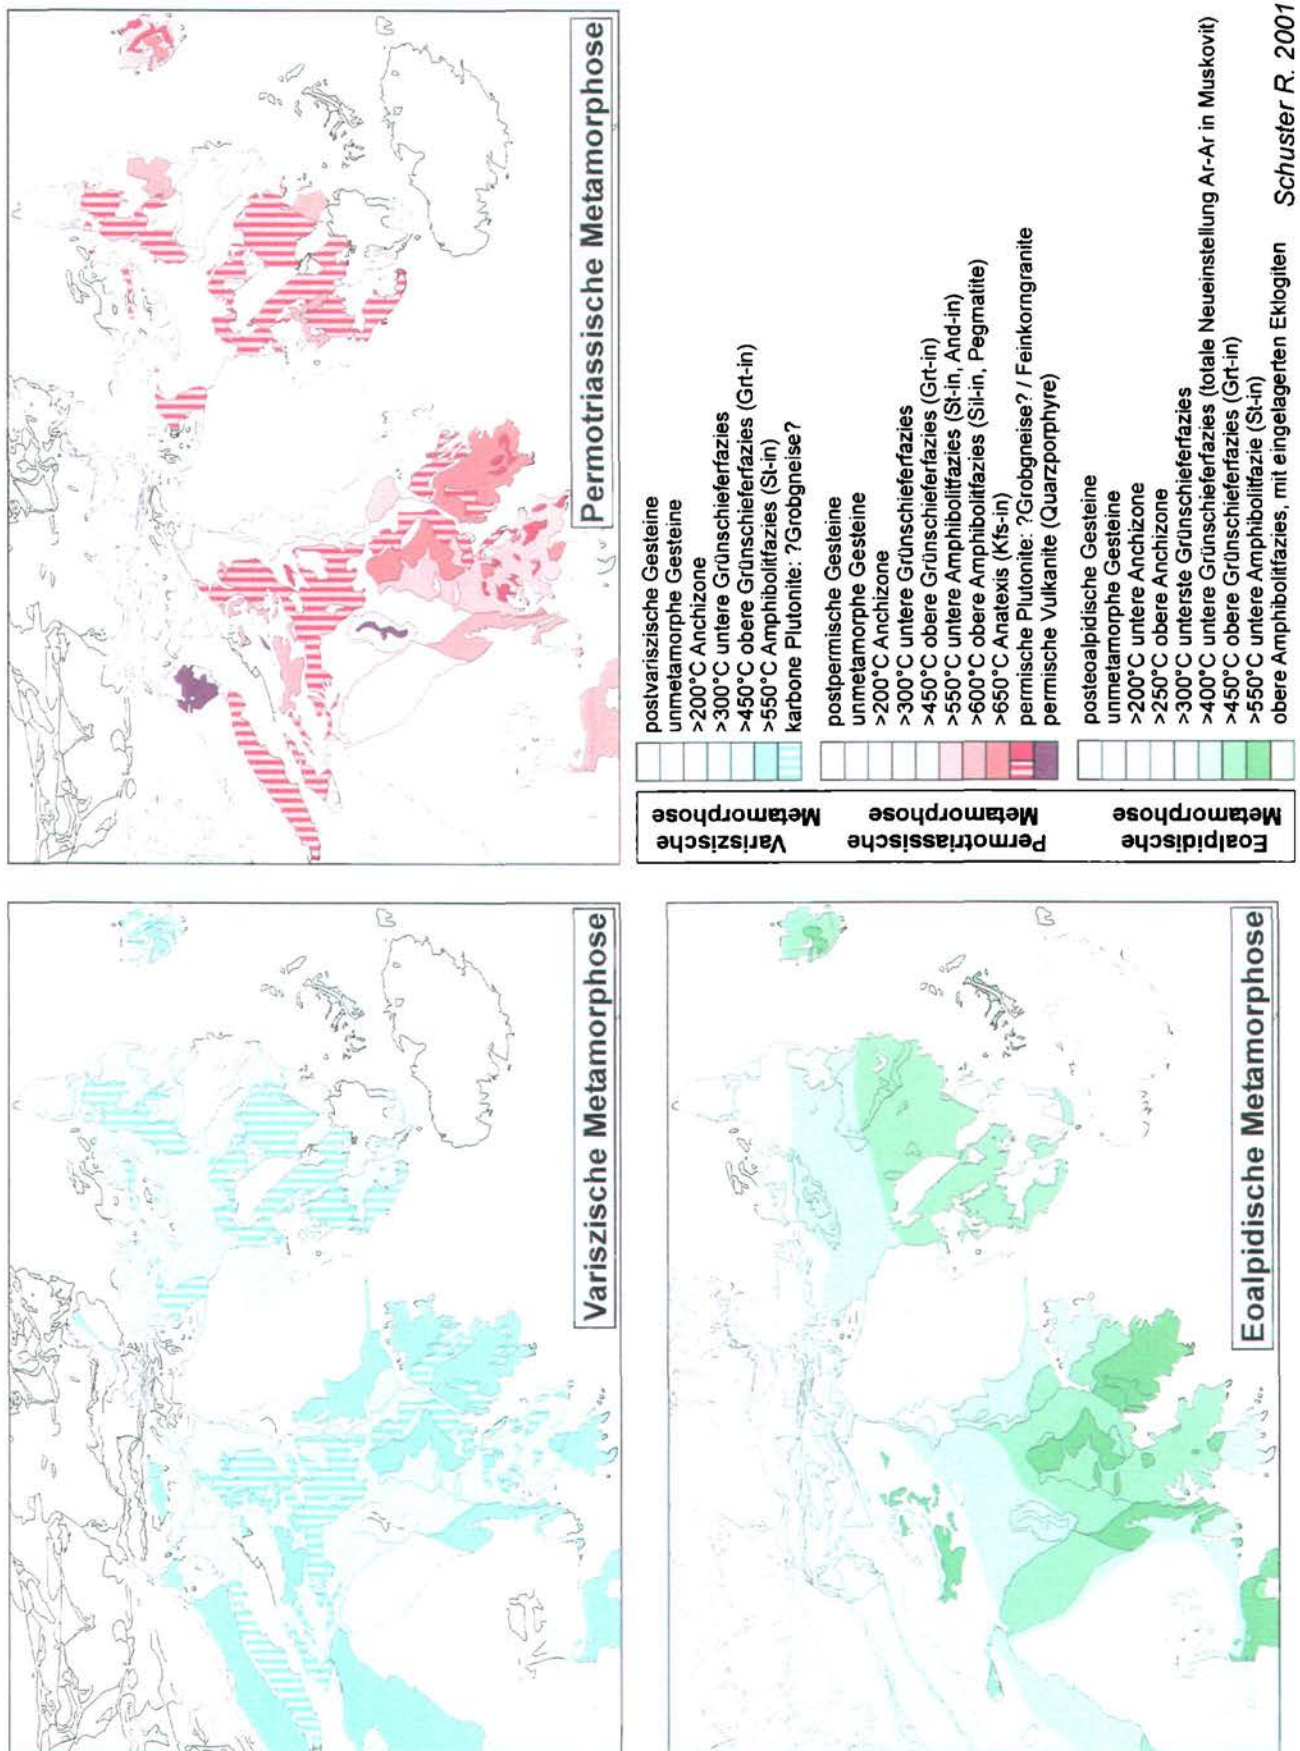 Variszische Metamorphose
Permotriassische Metamorphose
Eoalpidische Metamorphose
Variszische
Metamorphose
postvariszische Gesteine
unmetamorphe Gesteine
>200°C Anchizone
>300°C untere Grünschieferfazies
>450°C obere Grünschieferfazies (Grt-in)
>550°C Amphibolitfazies (St-in)
karbone Plutonite: ?Grobgneise?
Permotriassische
Metamorphose
postpermische Gesteine
unmetamorphe Gesteine
>200°C Anchizone
>300°C untere Grünschieferfazies
>450°C obere Grünschieferfazies (Grt-in)
>550°C untere Amphibolitfazies (St-in, And-in)
>600°C obere Amphibolitfazies (Sil-in, Pegmatite)
>650°C Anatexis (Kfs-in)
permische Plutonite: ?Grobgneise? / Feinkorngranite
permische Vulkanite (Quarzporphyre)
Eoalpidische
Metamorphose
posteoalpidische Gesteine
unmetamorphe Gesteine
>200°C untere Anchizone
>250°C obere Anchizone
>300°C unterste Grünschieferfazies
>400°C untere Grünschieferfazies (totale Neueinstellung Ar-Ar in Muskovit)
>450°C obere Grünschieferfazies (Grt-in)
>550°C untere Amphibolitfazie (St-in)
obere Amphibolitfazies, mit eingelagerten Eklogiten
Schuster R. 2001